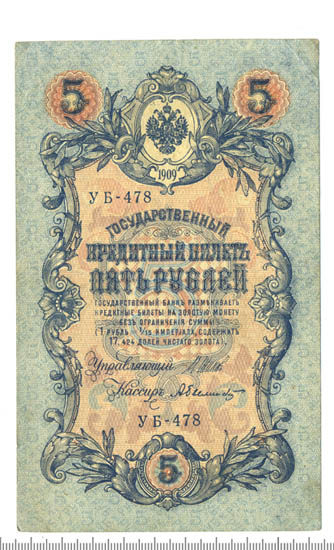 5 5
1909
УБ-478
ГОСУДАРСТВЕННЫЙ
КРЕДИТНЫЙ БИЛЕТЪ
ПЯТЬ РУБЛЕЙ
ГОСУДАРСТВЕННЫЙ БАНКЪ РАЗМѢНИВАЕТЪ
КРЕДИТНЫЕ БИЛЕТЫ НА ЗОЛОТУЮ МОНЕТУ
БЕЗЪ ОГРАНИЧЕНІЯ СУММЫ
(1 РУБЛЬ = 1/15 ИМПЕРІАЛА, СОДЕРЖИТЪ
17,424 ДОЛЕЙ ЧИСТАГО ЗОЛОТА).
Управляющій
Кассиръ
УБ-478
5